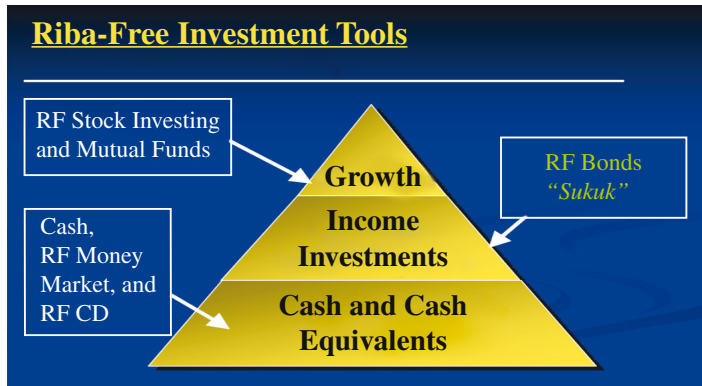 Riba-Free Investment Tools
RF Stock Investing
and Mutual Funds
RF Bonds
“Sukuk”
Growth
Income
Investments
Cash,
RF Money
Market, and
RF CD
Cash and Cash
Equivalents